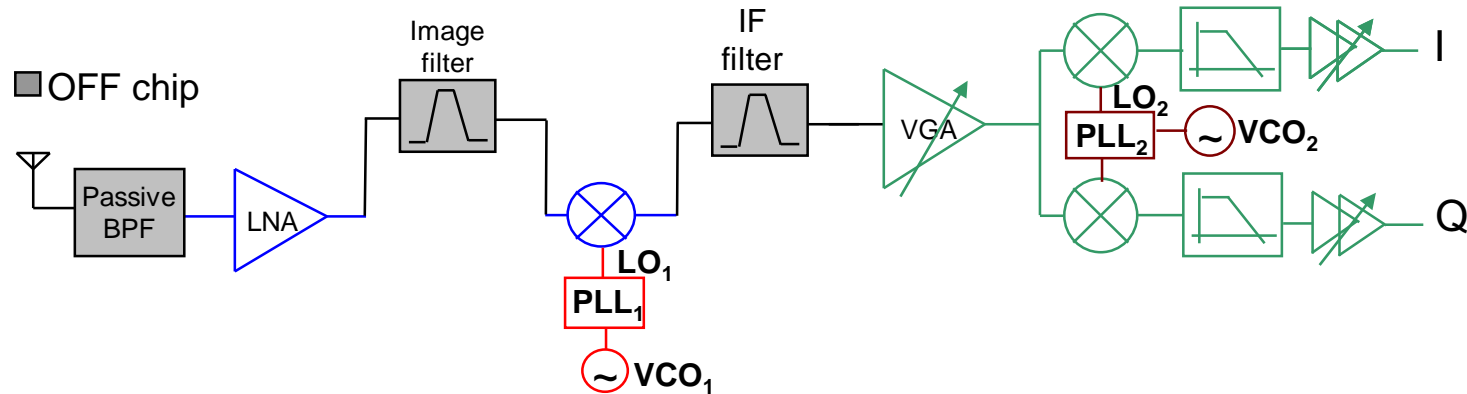 Image
filter
IF
filter
OFF chip
Passive
BPF
LNA
LO₁
PLL₁
VCO₁
VGA
LO₂
PLL₂
VCO₂
I
Q